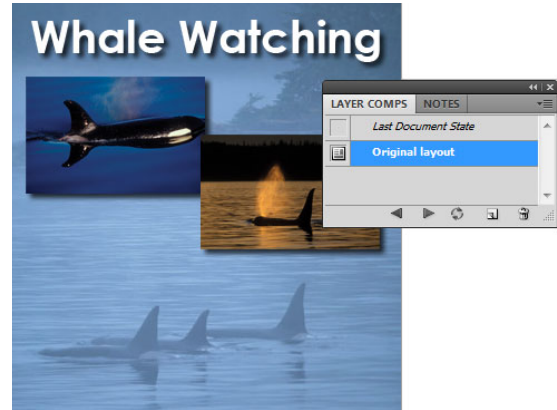 Whale Watching
LAYER COMPS NOTES
Last Document State
Original layout